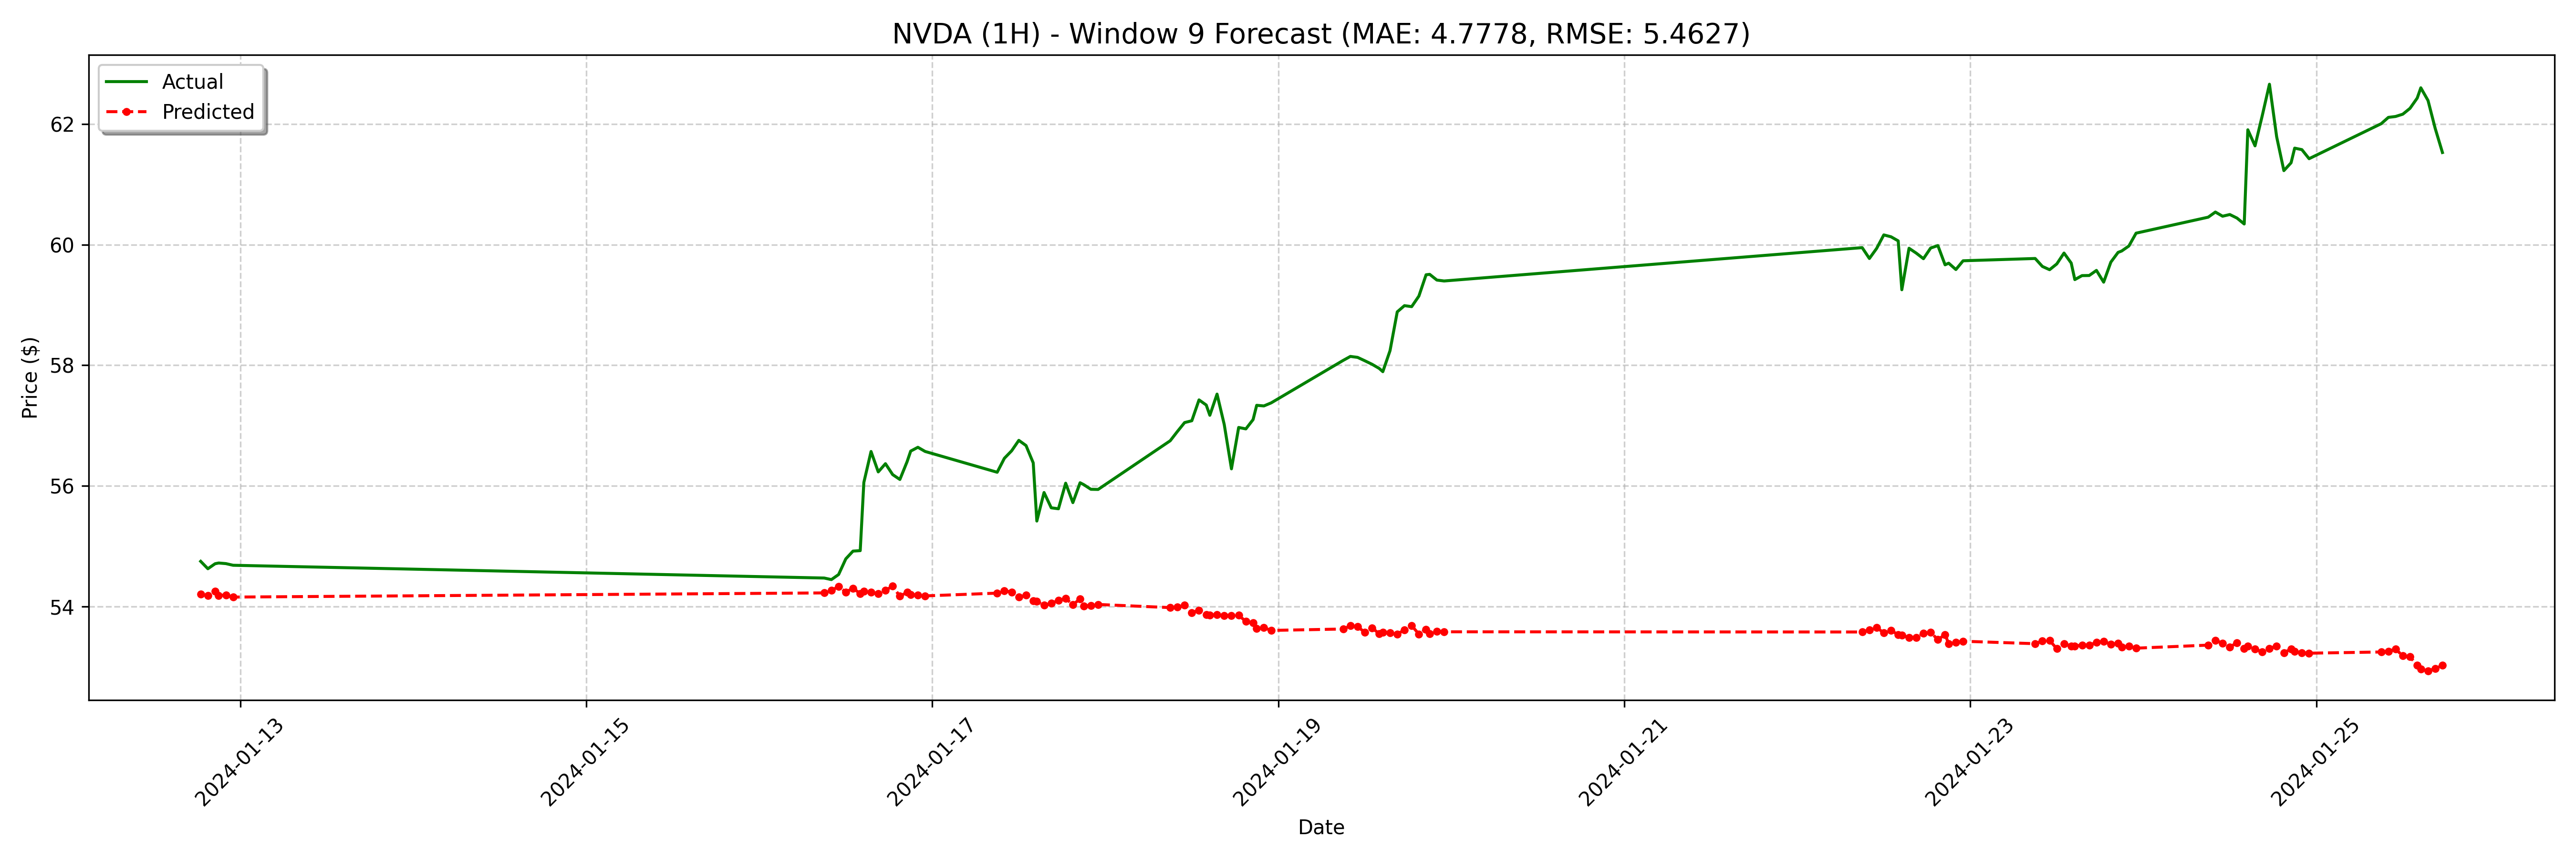 NVDA (1H) - Window 9 Forecast (MAE: 4.7778, RMSE: 5.4627)
Actual
Predicted
Price ($)
62
60
58
56
54
2024-01-13
2024-01-15
2024-01-17
2024-01-19
2024-01-21
2024-01-23
2024-01-25
Date